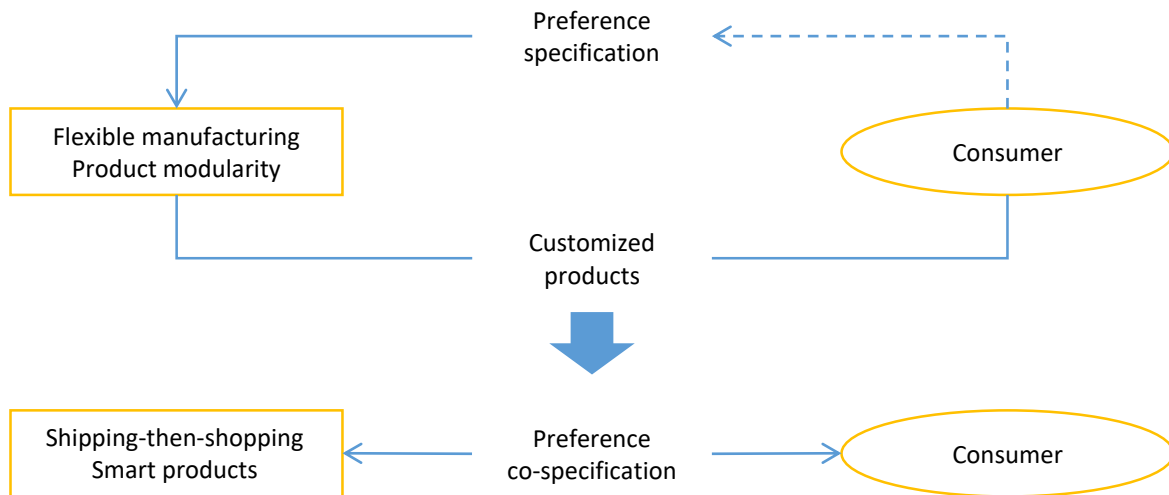 Preference
specification
Flexible manufacturing
Product modularity
Consumer
Customized
products
Shipping-then-shopping
Smart products
Preference
co-specification
Consumer